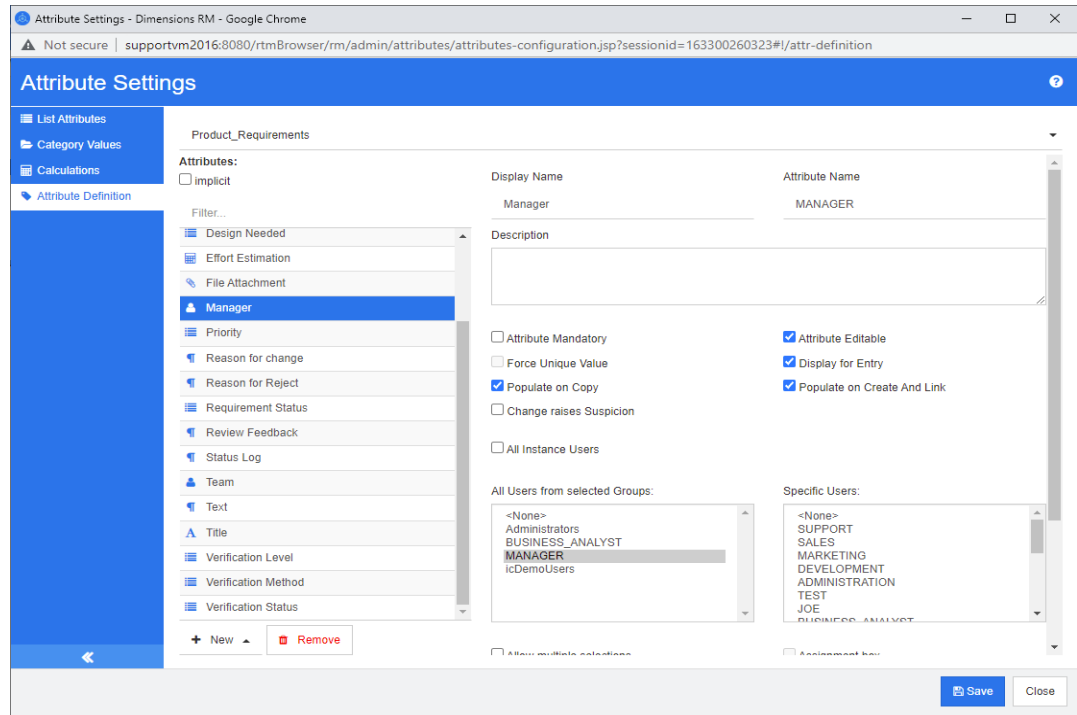 Attribute Settings - Dimensions RM - Google Chrome
Not secure | supportvm2016:8080/rtmBrowser/rm/admin/attributes/attributes-configuration.jsp?sessionid=163300260323#!/attr-definition
Attribute Settings
List Attributes
Category Values
Calculations
Attribute Definition
Product_Requirements
Attributes:
implicit
Filter...
Design Needed
Effort Estimation
File Attachment
Manager
Priority
Reason for change
Reason for Reject
Requirement Status
Review Feedback
Status Log
Team
Text
Title
Verification Level
Verification Method
Verification Status
New
Remove
Display Name
Attribute Name
Manager
MANAGER
Description
Attribute Mandatory
Attribute Editable
Force Unique Value
Display for Entry
Populate on Copy
Populate on Create And Link
Change raises Suspicion
All Instance Users
All Users from selected Groups:
<None>
Administrators
BUSINESS_ANALYST
MANAGER
icDemoUsers
Specific Users:
<None>
SUPPORT
SALES
MARKETING
DEVELOPMENT
ADMINISTRATION
TEST
JOE
BUSINESS_ANALYST
Allow multiple selections
Assignment box
Save
Close